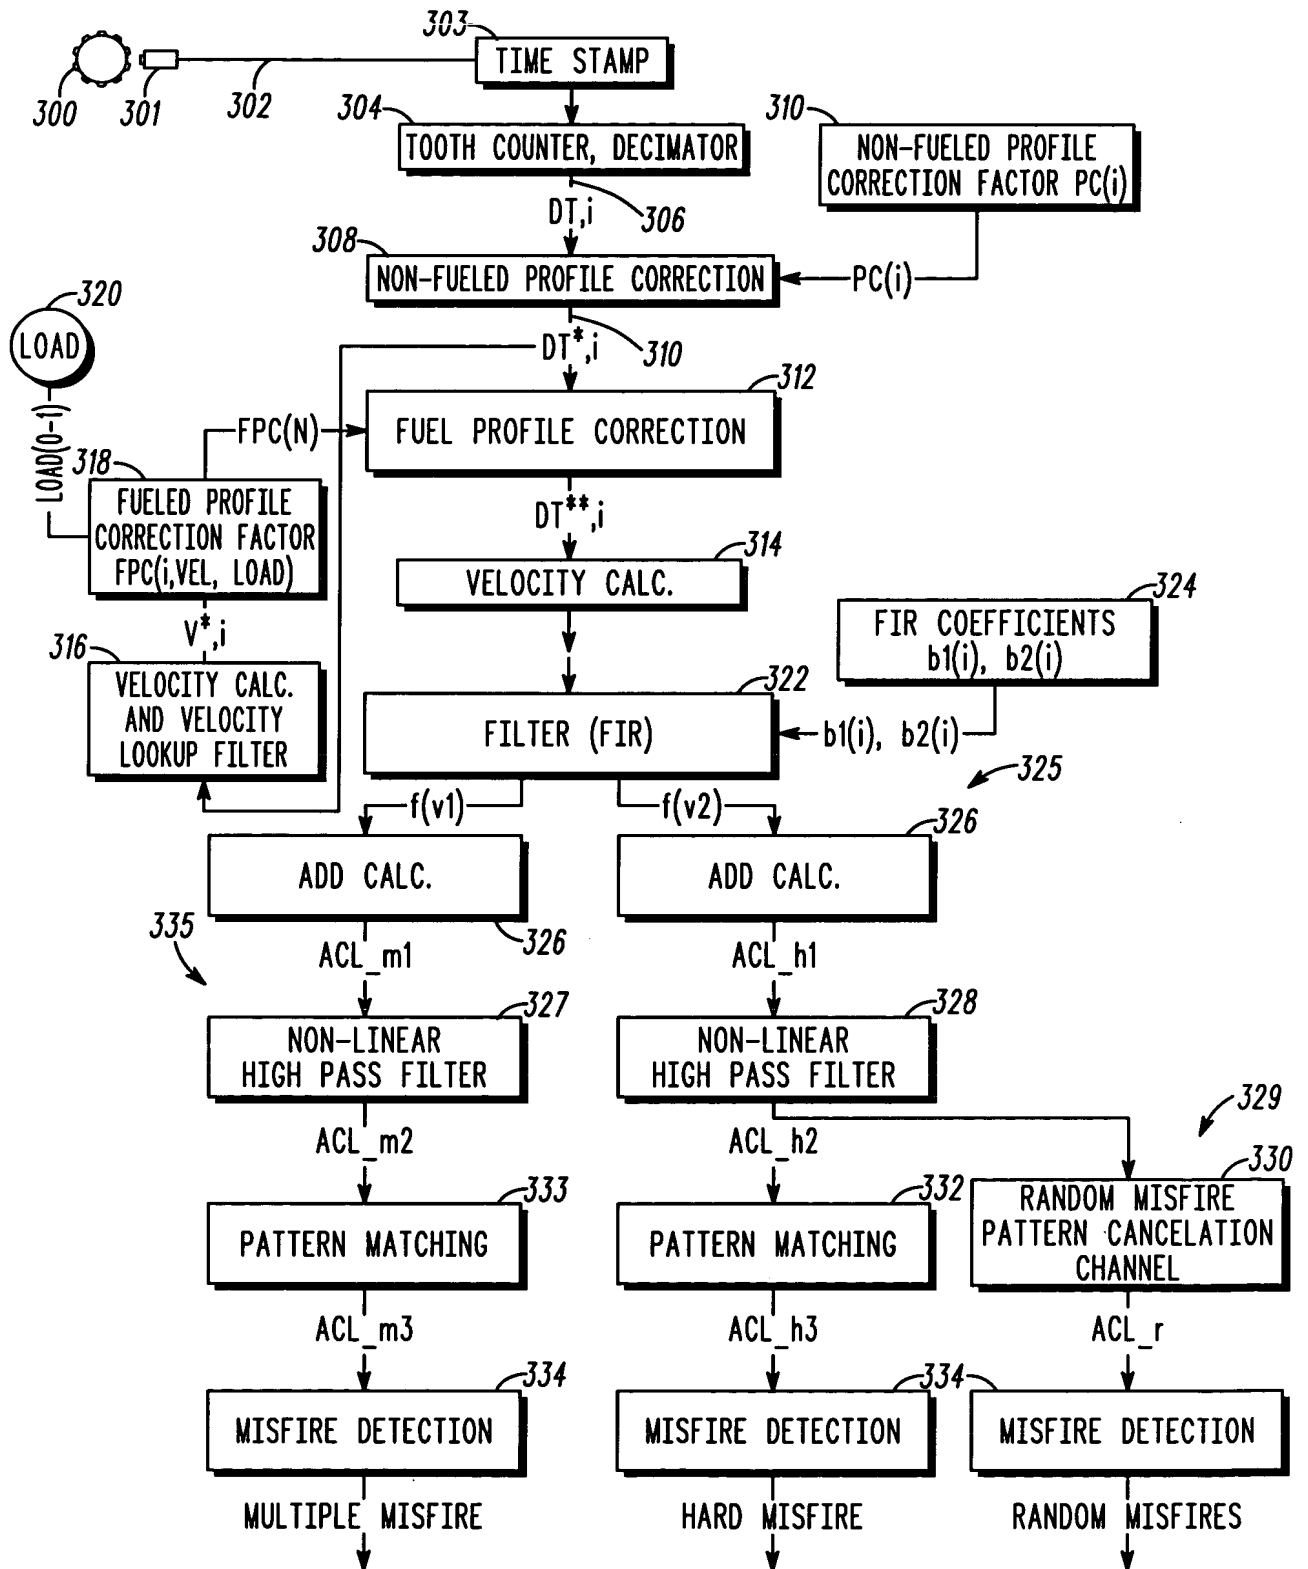 303
TIME STAMP
300
301
302
304
TOOTH COUNTER, DECIMATOR
310
NON-FUELED PROFILE
CORRECTION FACTOR PC(i)
DT,i
306
308
NON-FUELED PROFILE CORRECTION
PC(i)
320
LOAD
DT*,i
310
312
FUEL PROFILE CORRECTION
FPC(N)
LOAD(0-1)
318
FUELED PROFILE
CORRECTION FACTOR
FPC(i,VEL, LOAD)
DT**,i
314
VELOCITY CALC.
V*,i
316
VELOCITY CALC.
AND VELOCITY
LOOKUP FILTER
324
FIR COEFFICIENTS
b1(i), b2(i)
322
FILTER (FIR)
b1(i), b2(i)
325
f(v1)
f(v2)
326
ADD CALC.
ADD CALC.
326
335
ACL_m1
ACL_h1
327
NON-LINEAR
HIGH PASS FILTER
328
NON-LINEAR
HIGH PASS FILTER
329
ACL_m2
ACL_h2
333
PATTERN MATCHING
332
PATTERN MATCHING
330
RANDOM MISFIRE
PATTERN CANCELATION
CHANNEL
ACL_m3
ACL_h3
ACL_r
334
MISFIRE DETECTION
334
MISFIRE DETECTION
MISFIRE DETECTION
MULTIPLE MISFIRE
HARD MISFIRE
RANDOM MISFIRES